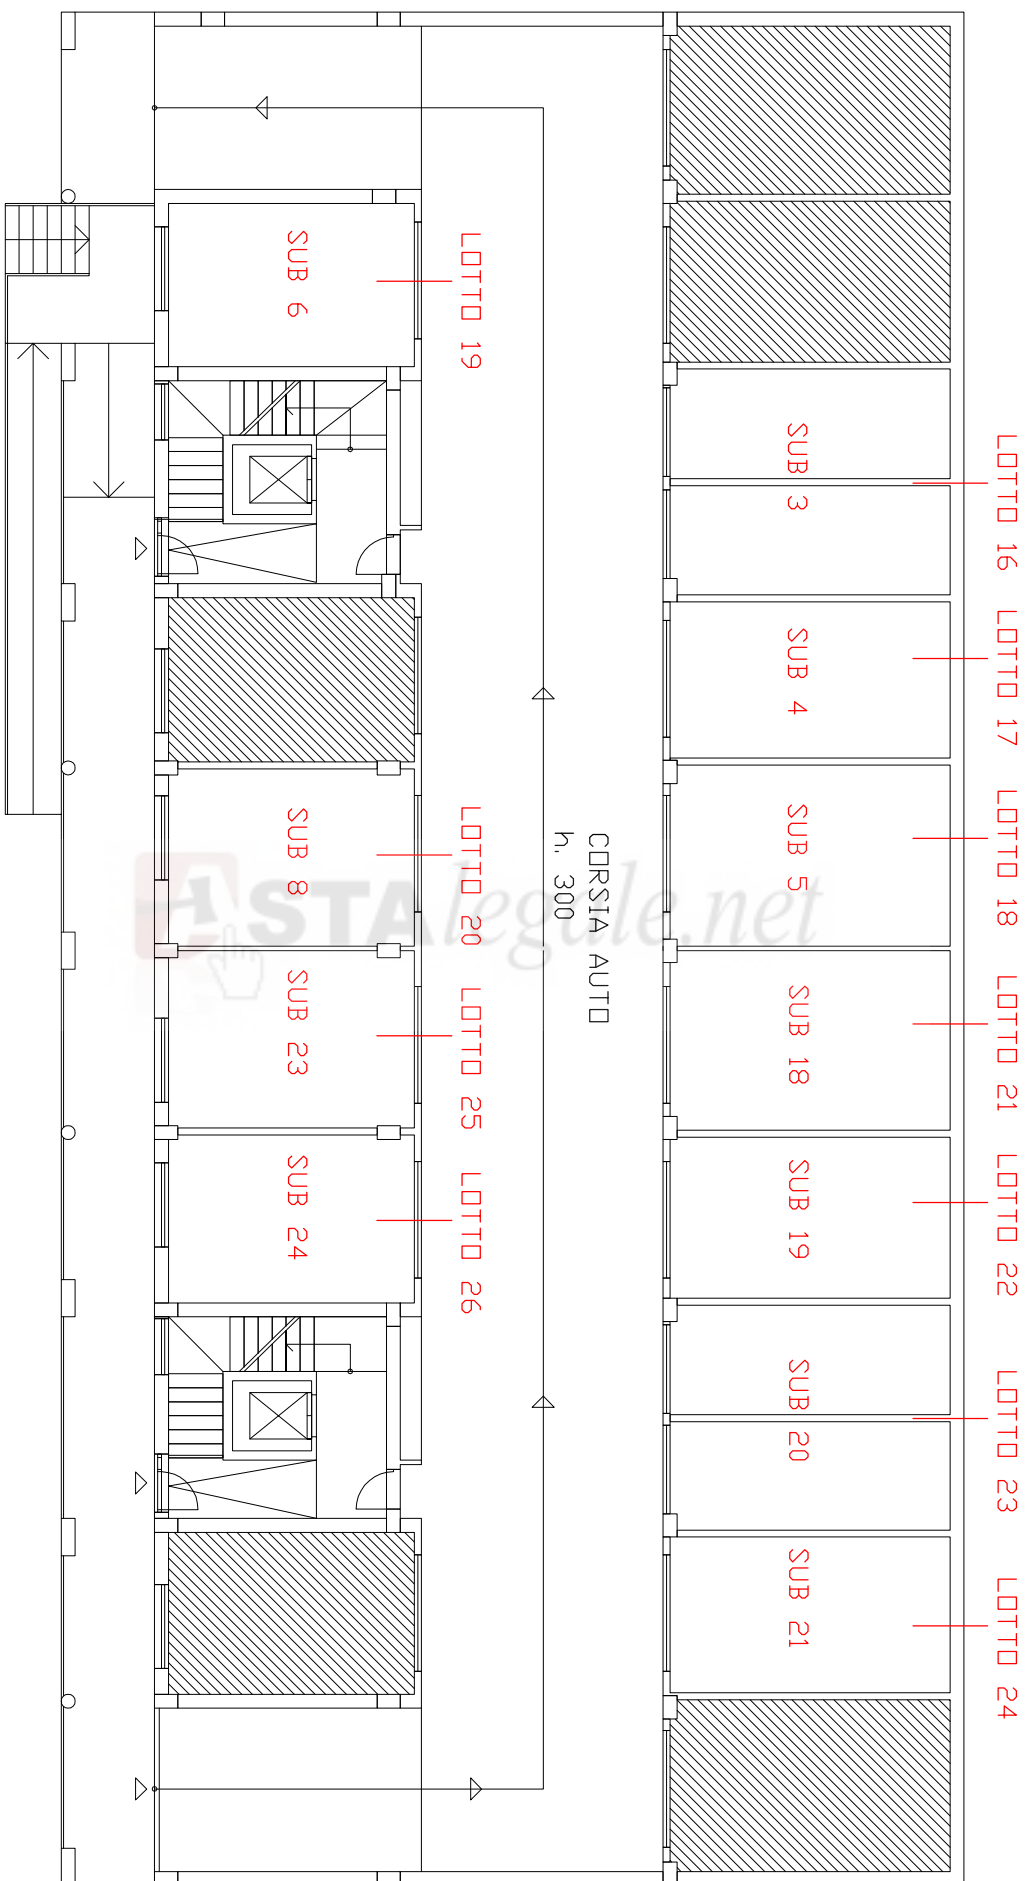 LOTTO 16
LOTTO 17
LOTTO 18
LOTTO 21
LOTTO 22
LOTTO 23
LOTTO 24
SUB 3
SUB 4
SUB 5
SUB 18
SUB 19
SUB 20
SUB 21
CORSIA AUTO
h. 300
LOTTO 19
LOTTO 20
LOTTO 25
LOTTO 26
SUB 6
SUB 8
SUB 23
SUB 24
ASTAlegale.net